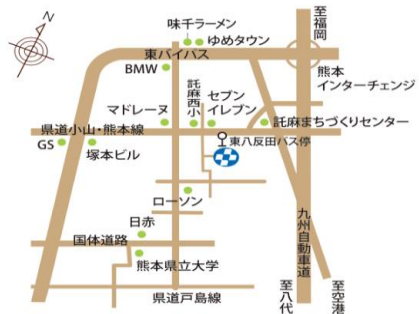 N
至福岡
味千ラーメン
ゆめタウン
東バイパス
BMW
熊本
インターチェンジ
託麻西小
セブン
イレブン
マドレーヌ
託麻まちづくりセンター
県道小山・熊本線
東八反田バス停
GS
塚本ビル
ローソン
日赤
国体道路
九州自動車道
熊本県立大学
県道戸島線
至八代
至空港